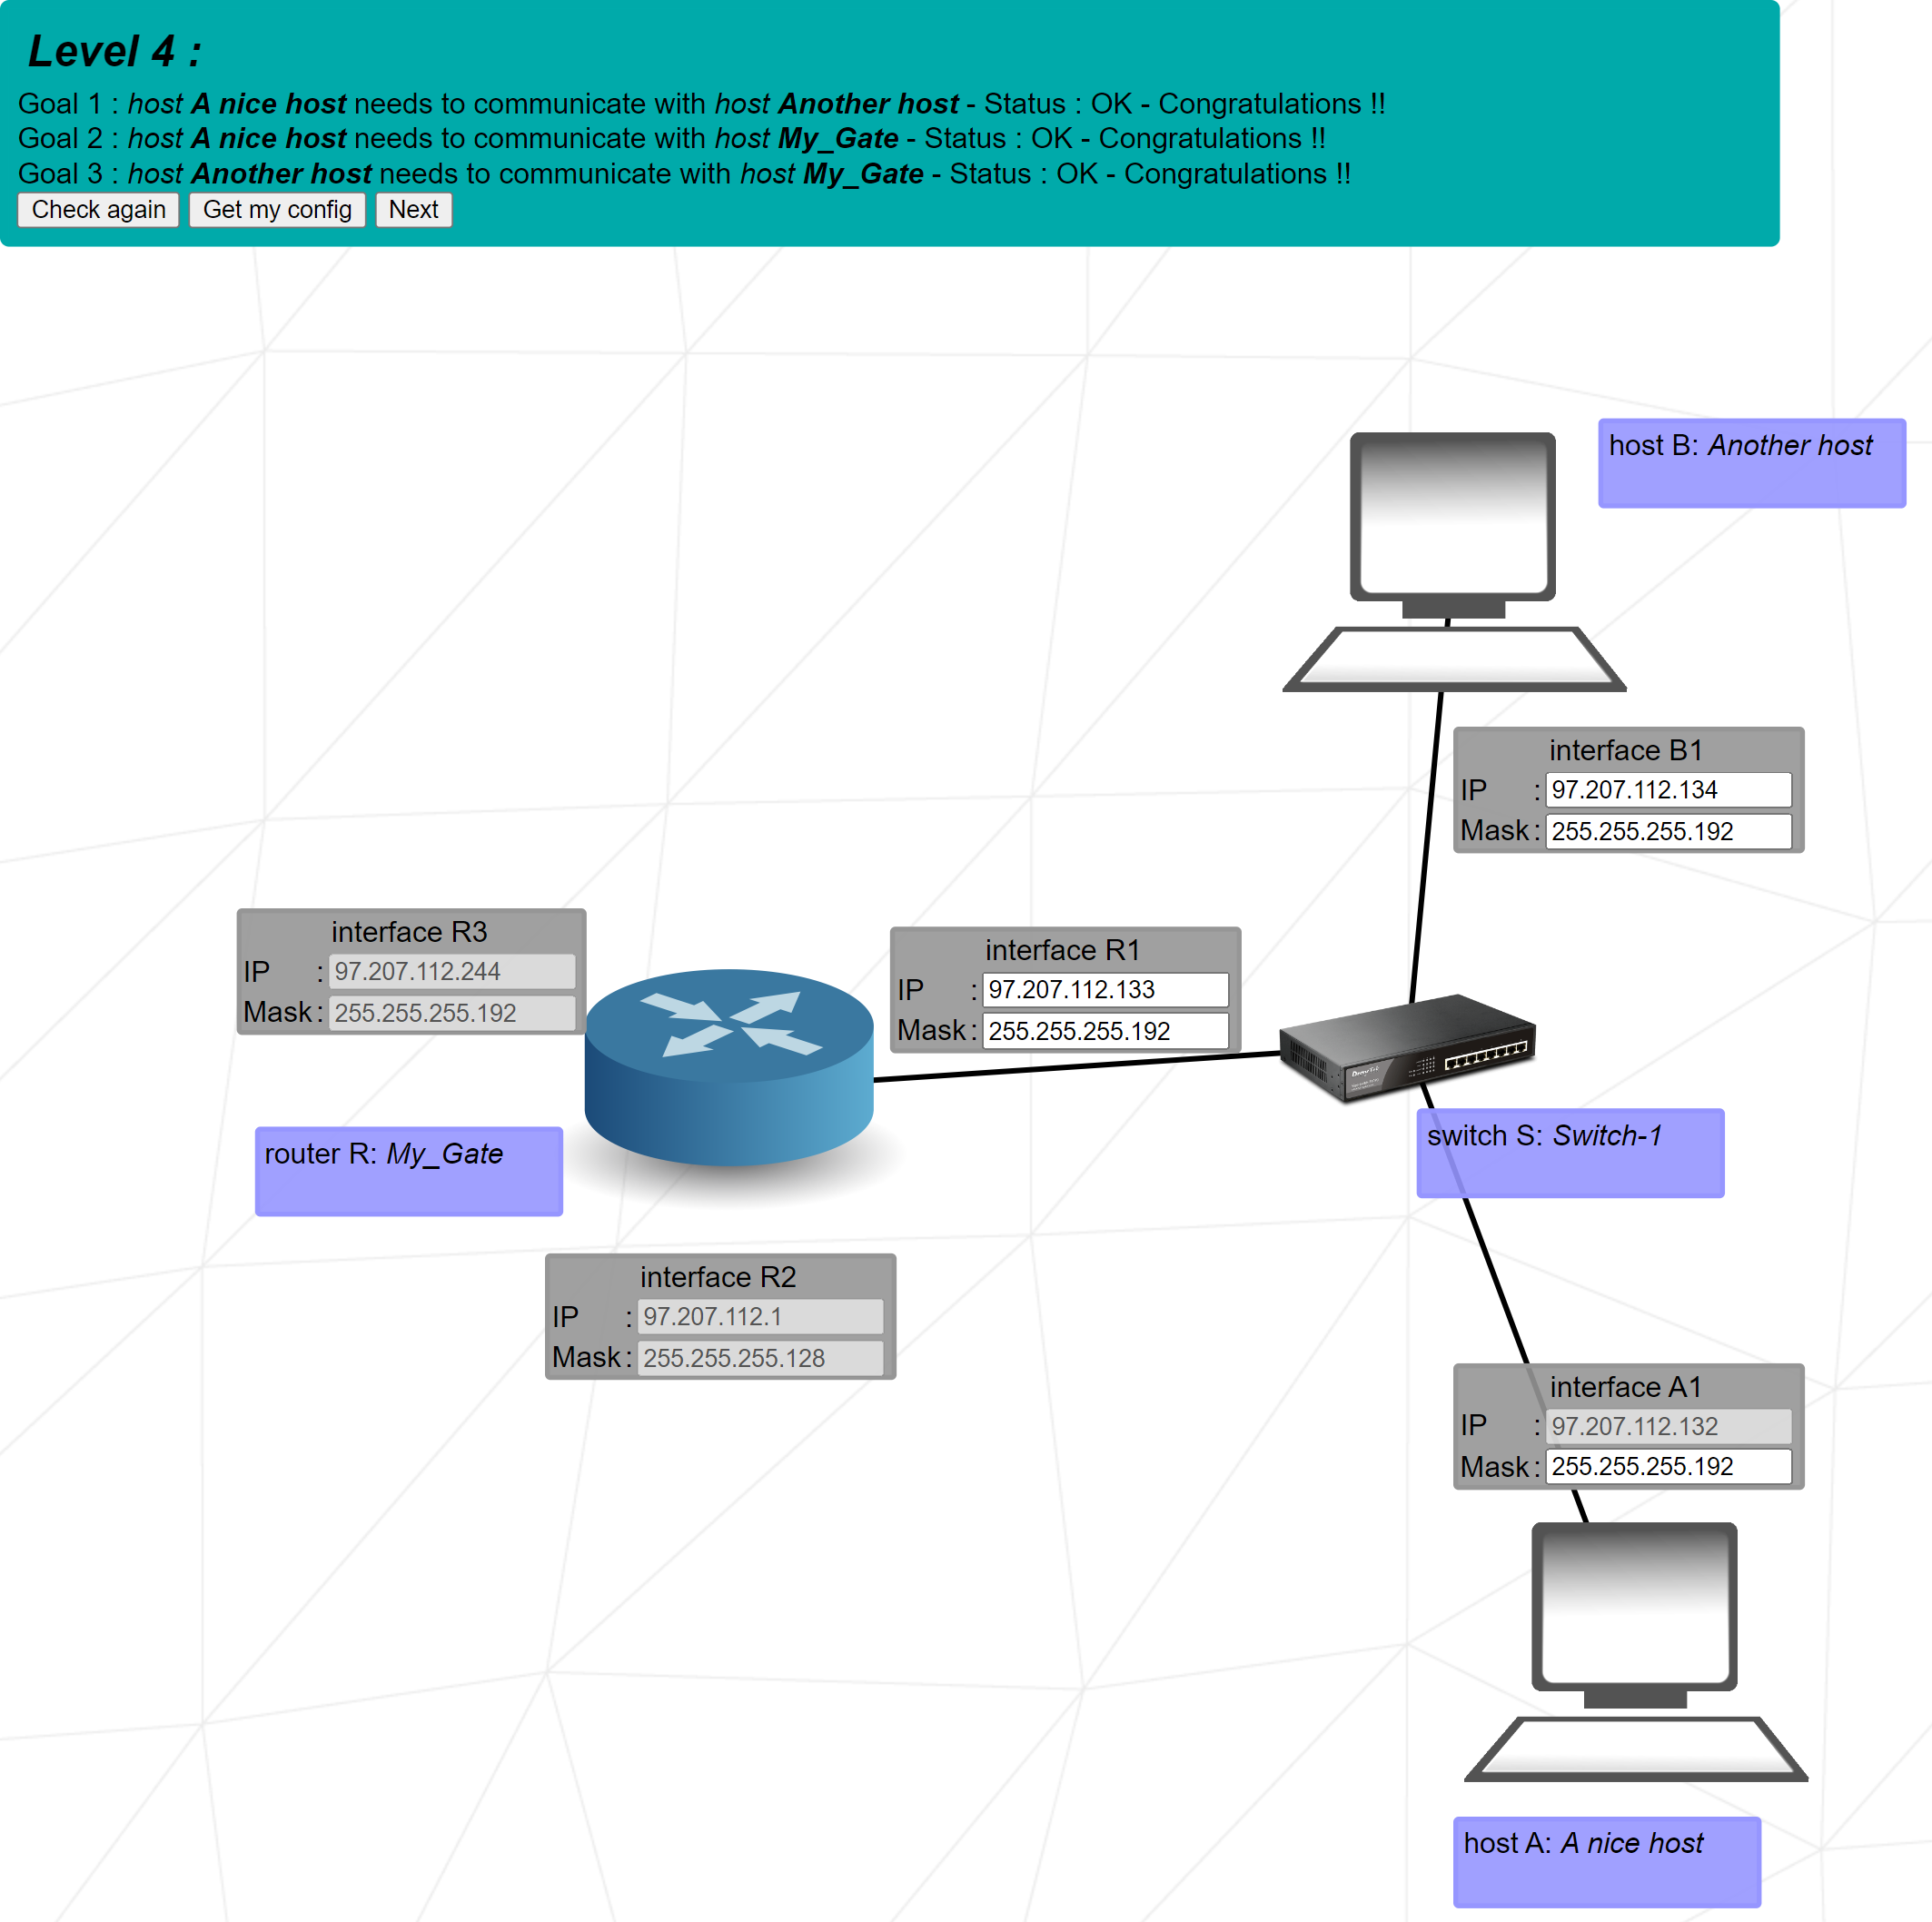 Level 4 :
Goal 1 : host A nice host needs to communicate with host Another host - Status : OK - Congratulations !!
Goal 2 : host A nice host needs to communicate with host My_Gate - Status : OK - Congratulations !!
Goal 3 : host Another host needs to communicate with host My_Gate - Status : OK - Congratulations !!
Check again Get my config Next
host B: Another host
interface B1
IP : 97.207.112.134
Mask : 255.255.255.192
interface R3
IP : 97.207.112.244
Mask : 255.255.255.192
interface R1
IP : 97.207.112.133
Mask : 255.255.255.192
switch S: Switch-1
router R: My_Gate
interface R2
IP : 97.207.112.1
Mask : 255.255.255.128
interface A1
IP : 97.207.112.132
Mask : 255.255.255.192
host A: A nice host